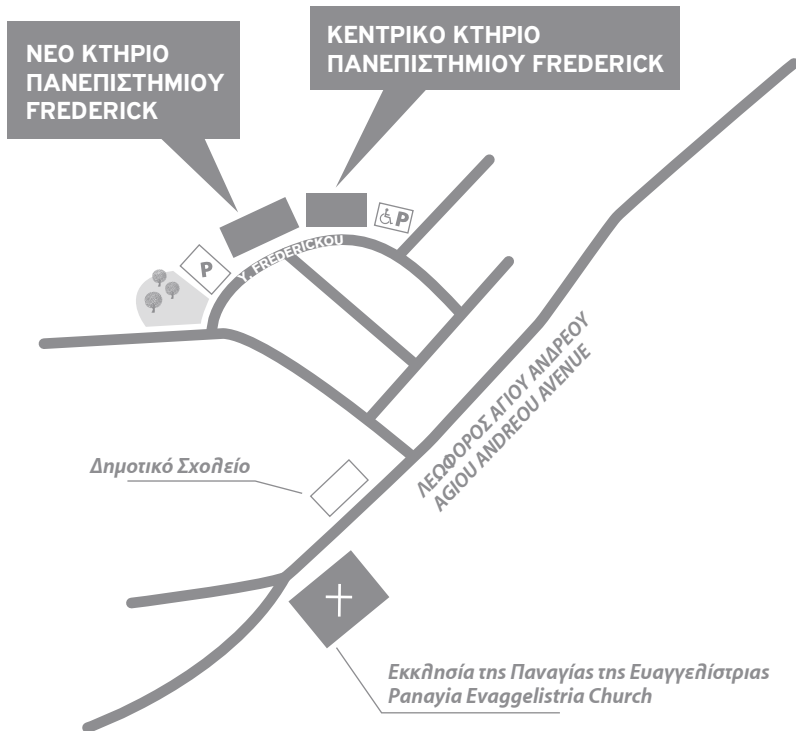 ΝΕΟ ΚΤΗΡΙΟ
ΠΑΝΕΠΙΣΤΗΜΙΟΥ
FREDERICK
ΚΕΝΤΡΙΚΟ ΚΤΗΡΙΟ
ΠΑΝΕΠΙΣΤΗΜΙΟΥ FREDERICK
P
P
Y. FREDERICKOU
ΛΕΩΦΟΡΟΣ ΑΓΙΟΥ ΑΝΔΡΕΟΥ
AGIOU ANDREOU AVENUE
Δημοτικό Σχολείο
Εκκλησία της Παναγίας της Ευαγγελίστριας
Panayia Evaggelistria Church